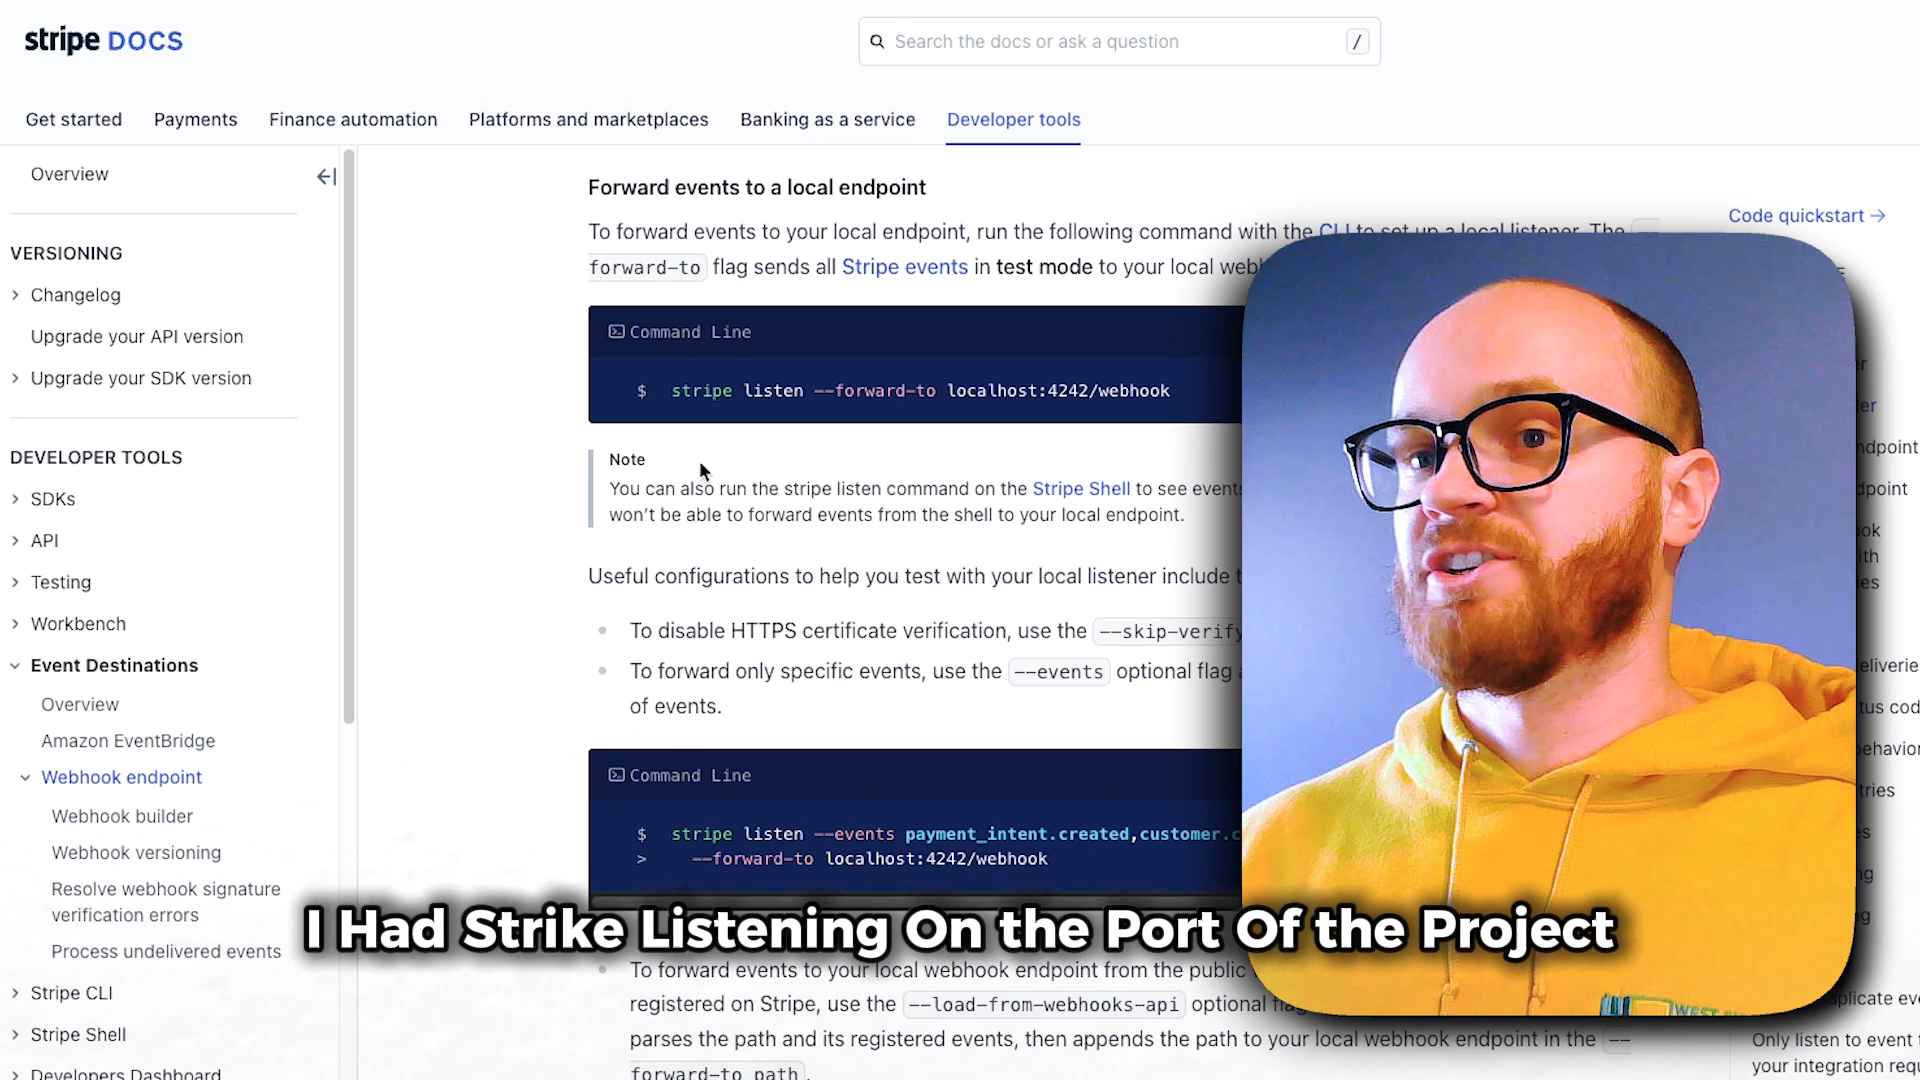 stripe DOCS
Search the docs or ask a question
/
Get started
Payments
Finance automation
Platforms and marketplaces
Banking as a service
Developer tools
Overview
VERSIONING
Changelog
Upgrade your API version
Upgrade your SDK version
DEVELOPER TOOLS
SDKs
API
Testing
Workbench
Event Destinations
Overview
Amazon EventBridge
Webhook endpoint
Webhook builder
Webhook versioning
Resolve webhook signature
verification errors
Process undelivered events
Stripe CLI
Stripe Shell
Developers Dashboard
Forward events to a local endpoint
To forward events to your local endpoint, run the following command with the CLI to set up a local listener. The --
forward-to flag sends all Stripe events in test mode to your local
Command Line
$ stripe listen --forward-to localhost:4242/webhook
Note
You can also run the stripe listen command on the Stripe Shell to see events
won't be able to forward events from the shell to your local endpoint.
Useful configurations to help you test with your local listener include
To disable HTTPS certificate verification, use the --skip-verify
To forward only specific events, use the --events optional flag
of events.
Command Line
$ stripe listen --events payment_intent.created,customer.c
> --forward-to localhost:4242/webhook
I Had Strike Listening On the Port Of the Project
To forward events to your local webhook endpoint from the public
registered on Stripe, use the --load-from-webhooks-api optional
parses the path and its registered events, then appends the path to your local webhook endpoint in the --
forward-to path.
Code quickstart →
Only listen to event
your integration